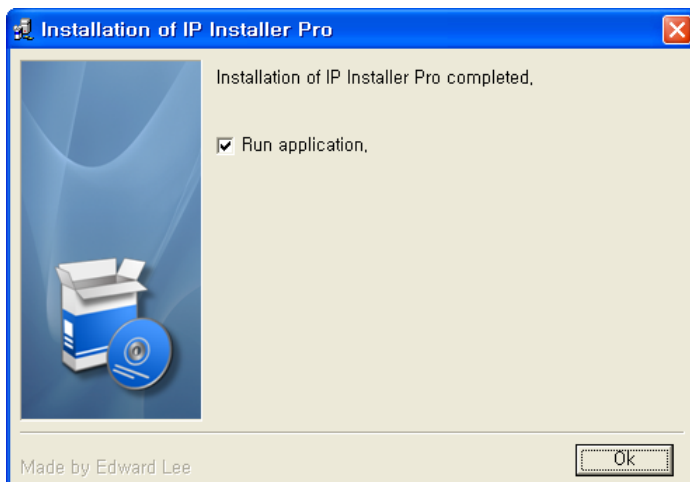 Installation of IP Installer Pro
Installation of IP Installer Pro completed,
Run application,
Made by Edward Lee
Ok